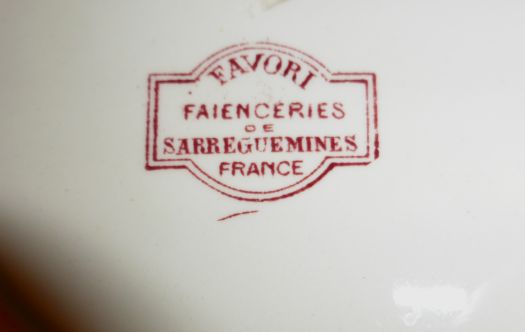 FAVORI
FAIENCERIES
DE
SARREGUEMINES
FRANCE